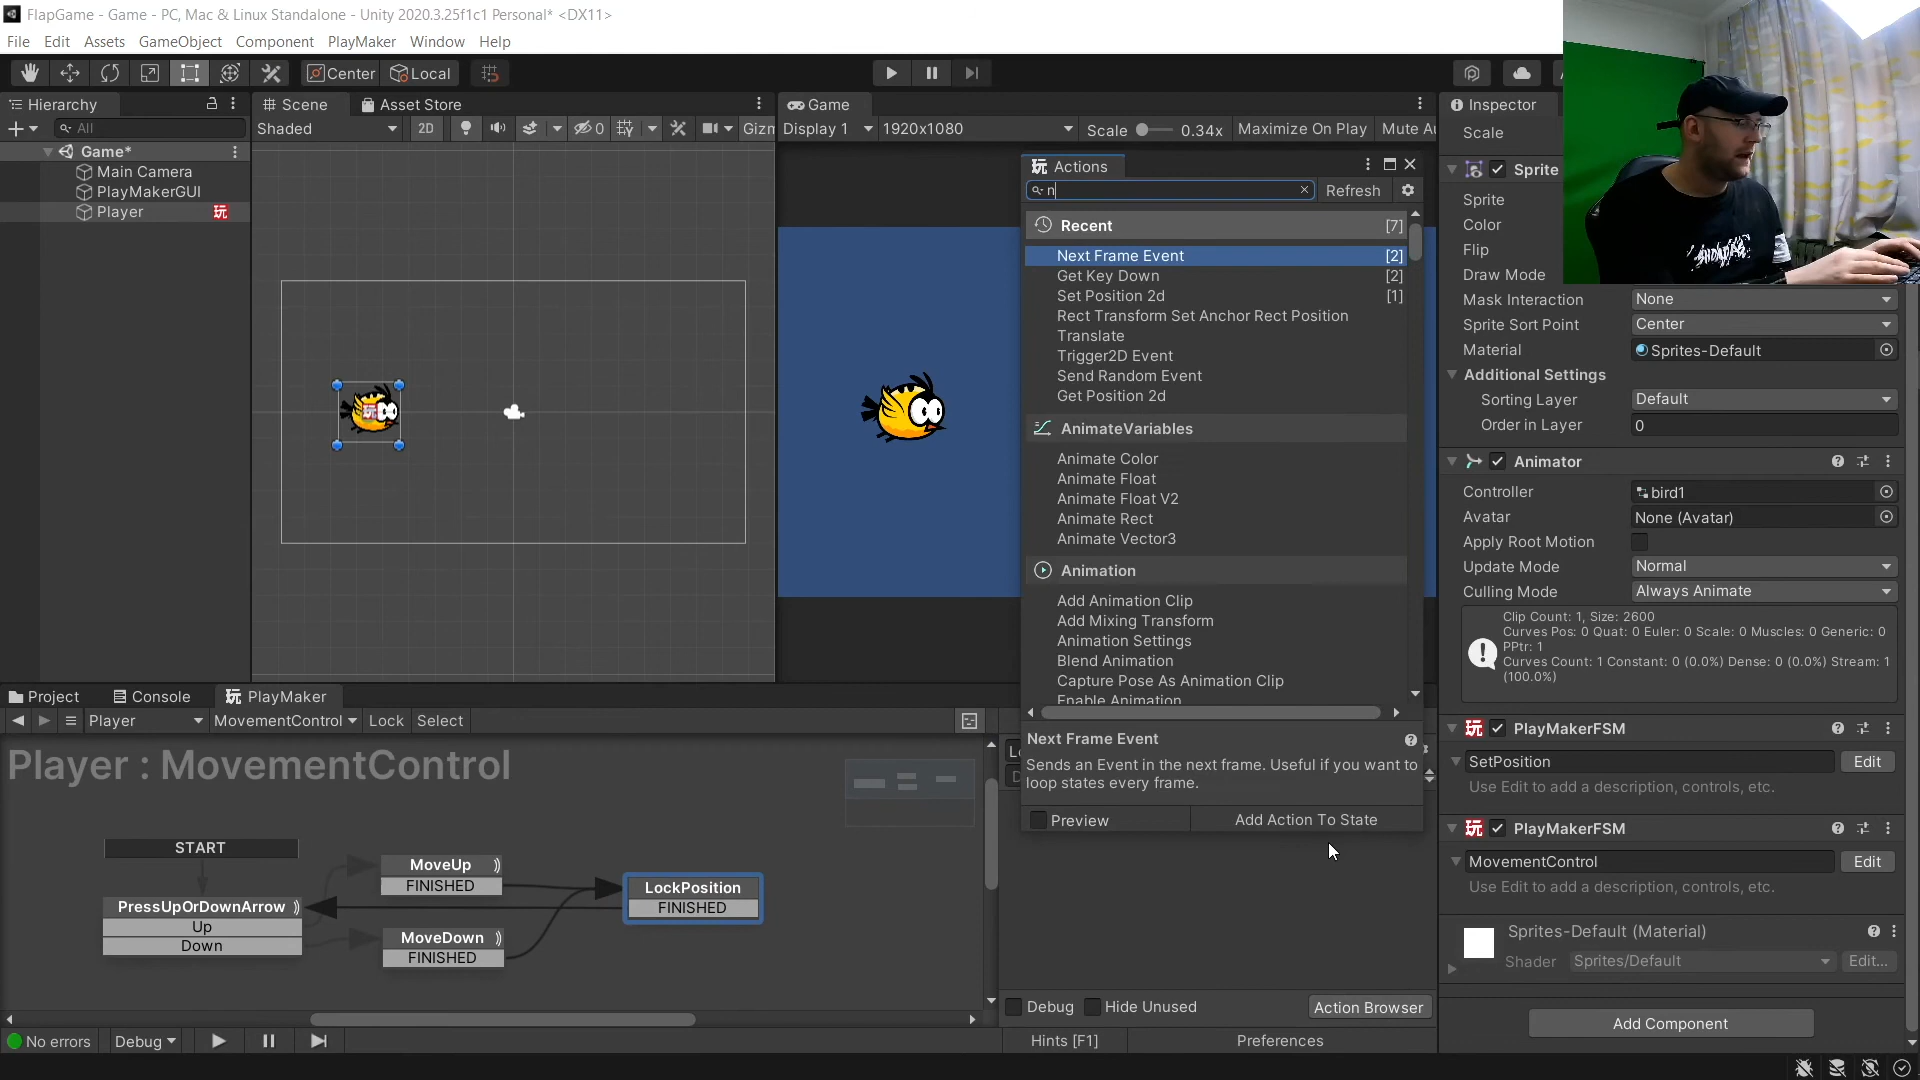 FlapGame - Game - PC, Mac & Linux Standalone - Unity 2020.3.25f1c1 Personal* <DX11>
File Edit Assets GameObject Component PlayMaker Window Help
Center Local
Hierarchy
All
Game*
Main Camera
PlayMakerGUI
Player 玩
Scene Asset Store
Shaded 2D 0 Gizm
Game
Display 1 1920x1080 Scale 0.34x Maximize On Play Mute Au
玩 Actions
n Refresh
Recent [7]
Next Frame Event [2]
Get Key Down [2]
Set Position 2d [1]
Rect Transform Set Anchor Rect Position
Translate
Trigger2D Event
Send Random Event
Get Position 2d
AnimateVariables
Animate Color
Animate Float
Animate Float V2
Animate Rect
Animate Vector3
Animation
Add Animation Clip
Add Mixing Transform
Animation Settings
Blend Animation
Capture Pose As Animation Clip
Enable Animation
Next Frame Event
Sends an Event in the next frame. Useful if you want to
loop states every frame.
Preview Add Action To State
Inspector
Scale
Sprite
Sprite
Color
Flip
Draw Mode
Mask Interaction None
Sprite Sort Point Center
Material Sprites-Default
Additional Settings
Sorting Layer Default
Order in Layer 0
Animator
Controller bird1
Avatar None (Avatar)
Apply Root Motion
Update Mode Normal
Culling Mode Always Animate
Clip Count: 1, Size: 2600
Curves Pos: 0 Quat: 0 Euler: 0 Scale: 0 Muscles: 0 Generic: 0
PPtr: 1
Curves Count: 1 Constant: 0 (0.0%) Dense: 0 (0.0%) Stream: 1
(100.0%)
玩 PlayMakerFSM
SetPosition Edit
Use Edit to add a description, controls, etc.
玩 PlayMakerFSM
MovementControl Edit
Use Edit to add a description, controls, etc.
Sprites-Default (Material)
Shader Sprites/Default Edit...
Add Component
Project Console 玩 PlayMaker
Player MovementControl Lock Select
Player : MovementControl
START
PressUpOrDownArrow
Up
Down
MoveUp
FINISHED
MoveDown
FINISHED
LockPosition
FINISHED
Debug Hide Unused Action Browser
No errors Debug Hints [F1] Preferences